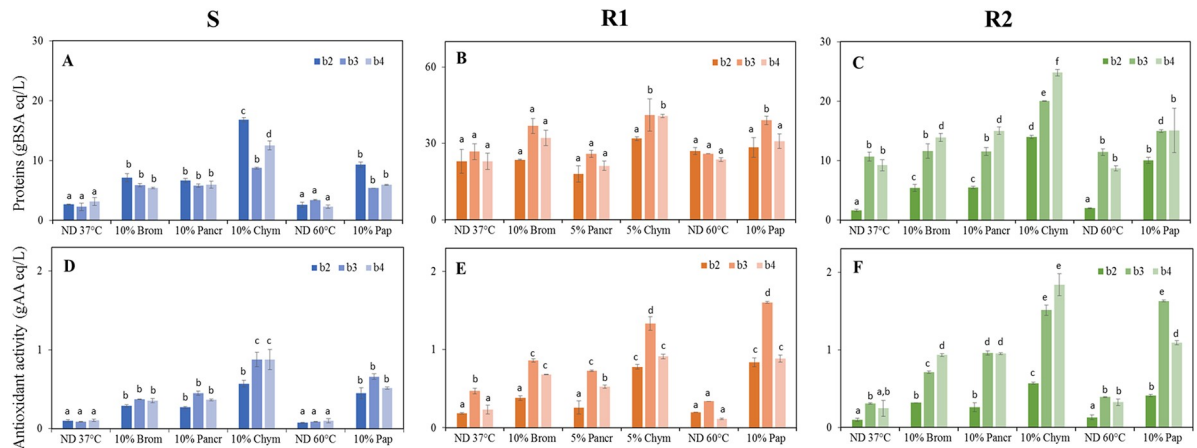 S
R1
R2
Proteins (gBSA eq/L)
30
20
10
0
A
b2 b3 b4
a a a b b b b b b c b d a a a b b b
ND 37°C 10% Brom 10% Pancr 10% Chym ND 60°C 10% Pap
60
30
0
B
b2 b3 b4
a a a a a a a a a a b b a a a a b a
ND 37°C 10% Brom 5% Pancr 5% Chym ND 60°C 10% Pap
30
20
10
0
C
b2 b3 b4
a b b c b d c b d d e f a b b b d b
ND 37°C 10% Brom 10% Pancr 10% Chym ND 60°C 10% Pap
Antioxidant activity (gAA eq/L)
2
1
0
D
b2 b3 b4
a a a b b b b b b b c c a a a b b b
ND 37°C 10% Brom 10% Pancr 10% Chym ND 60°C 10% Pap
2
1
0
E
b2 b3 b4
a b a a c c a c b c d c a a a c d c
ND 37°C 10% Brom 5% Pancr 5% Chym ND 60°C 10% Pap
2
1
0
F
b2 b3 b4
a b a,b b c d a d d c e e a b b b e d
ND 37°C 10% Brom 10% Pancr 10% Chym ND 60°C 10% Pap